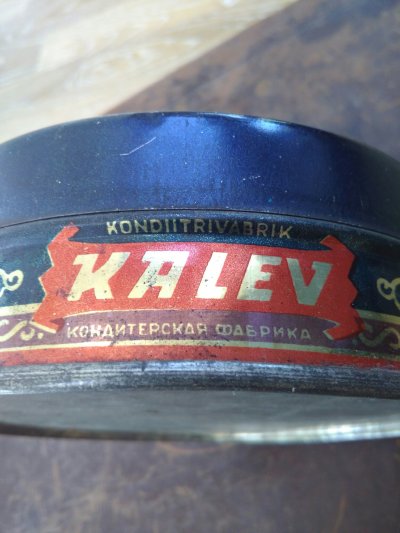 KONDIITRIVABRIK
KALEV
КОНДИТЕРСКАЯ ФАБРИКА